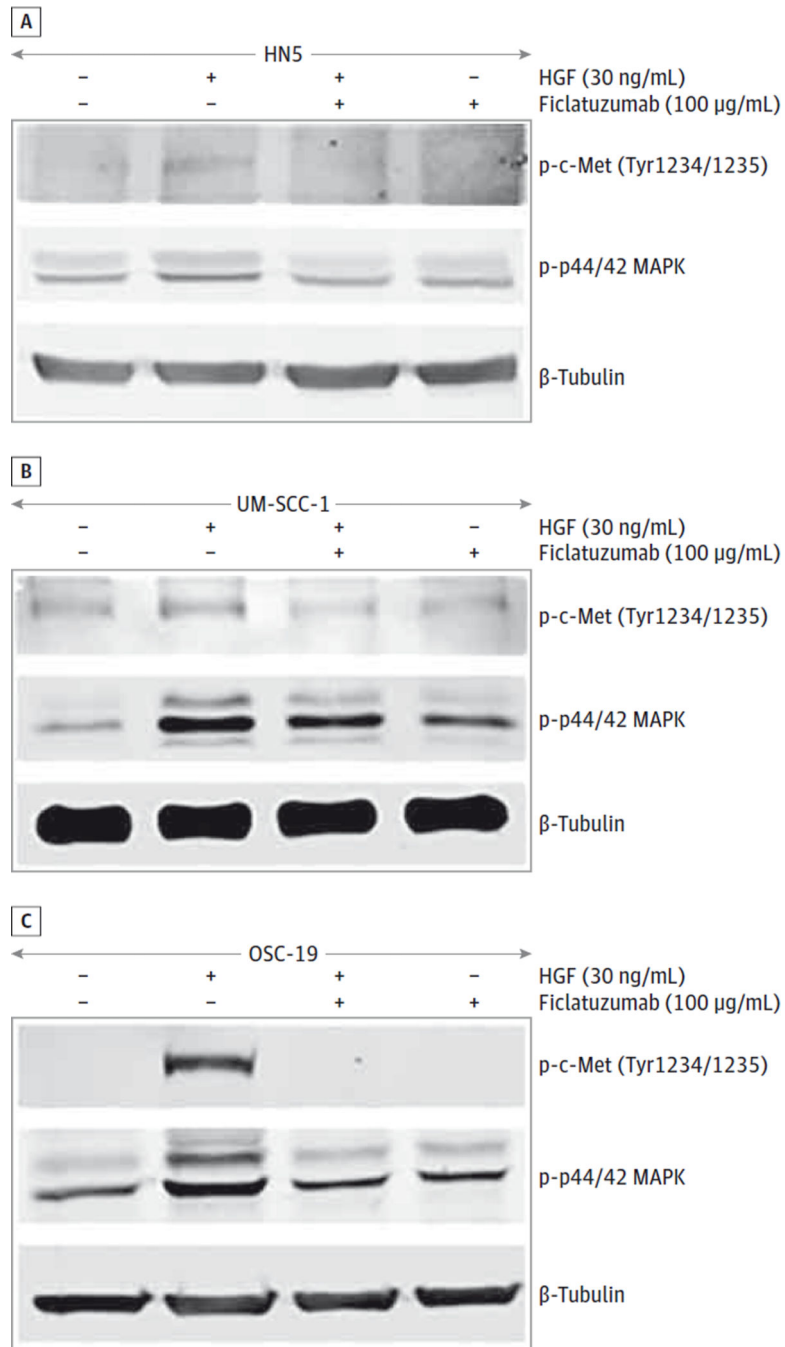 A
HN5
– + + – HGF (30 ng/mL)
– – + + Ficlatuzumab (100 µg/mL)
p-c-Met (Tyr1234/1235)
p-p44/42 MAPK
β-Tubulin
B
UM-SCC-1
– + + – HGF (30 ng/mL)
– – + + Ficlatuzumab (100 µg/mL)
p-c-Met (Tyr1234/1235)
p-p44/42 MAPK
β-Tubulin
C
OSC-19
– + + – HGF (30 ng/mL)
– – + + Ficlatuzumab (100 µg/mL)
p-c-Met (Tyr1234/1235)
p-p44/42 MAPK
β-Tubulin